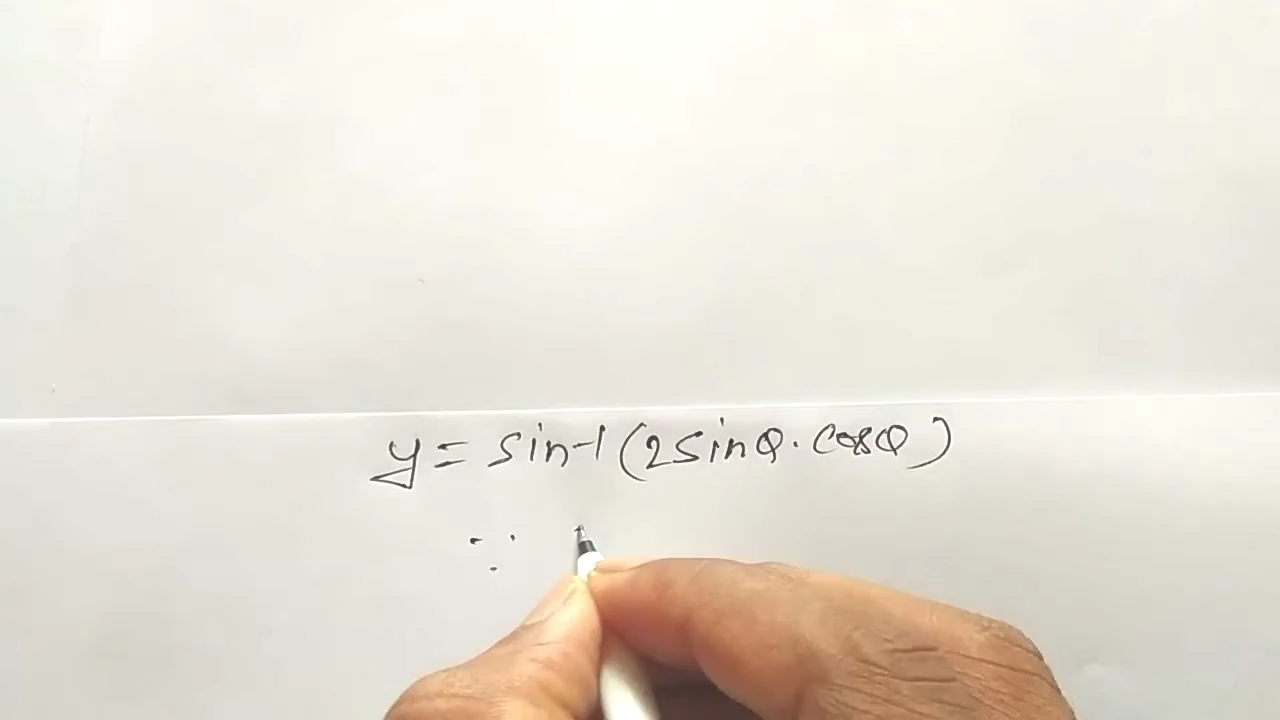 y = sin-1 (2sinθ. cosθ)
∵